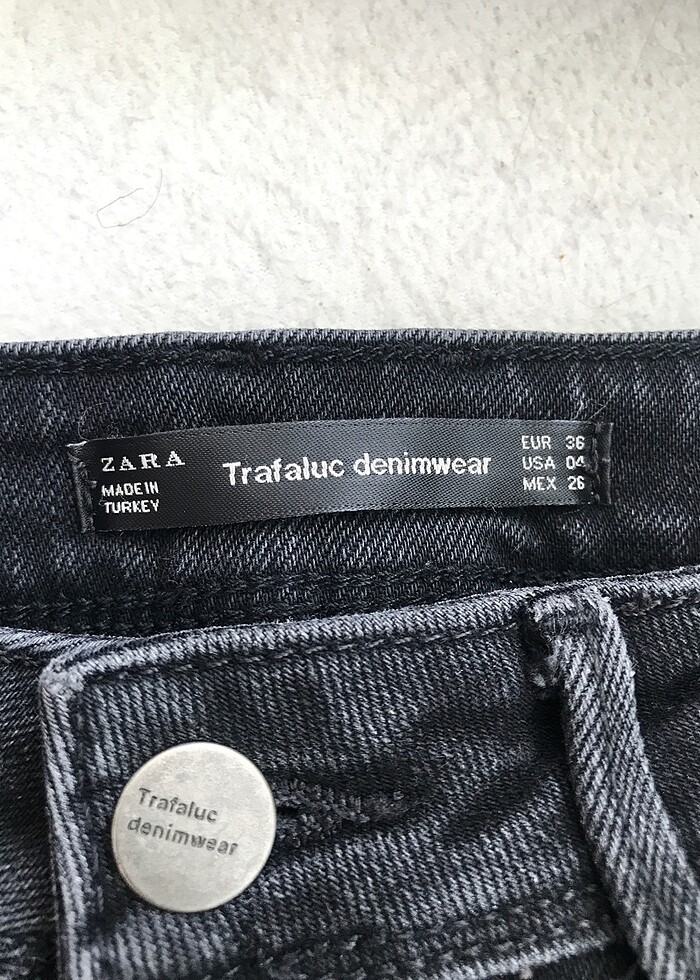 ZARA
MADE IN
TURKEY
Trafaluc denimwear
EUR 36
USA 04
MEX 26
Trafaluc
denimwear